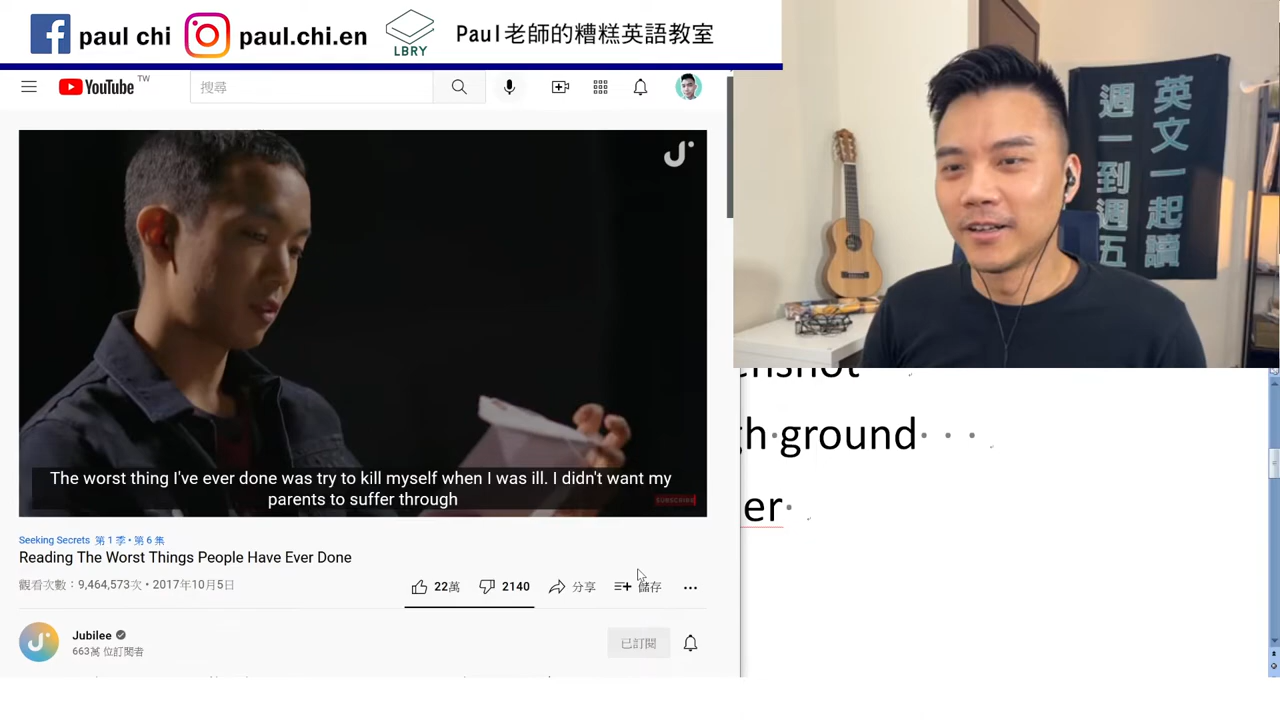 paul chi
paul.chi.en
LBRY
Paul老師的糟糕英語教室
YouTube TW
搜尋
The worst thing I've ever done was try to kill myself when I was ill. I didn't want my
parents to suffer through
SUBSCRIBE
Seeking Secrets 第 1 季 • 第 6 集
Reading The Worst Things People Have Ever Done
觀看次數：9,464,573次 • 2017年10月5日
22萬
2140
分享
儲存
Jubilee
663萬 位訂閱者
已訂閱
英文一起讀
週一到週五
enshot
gh ground
er